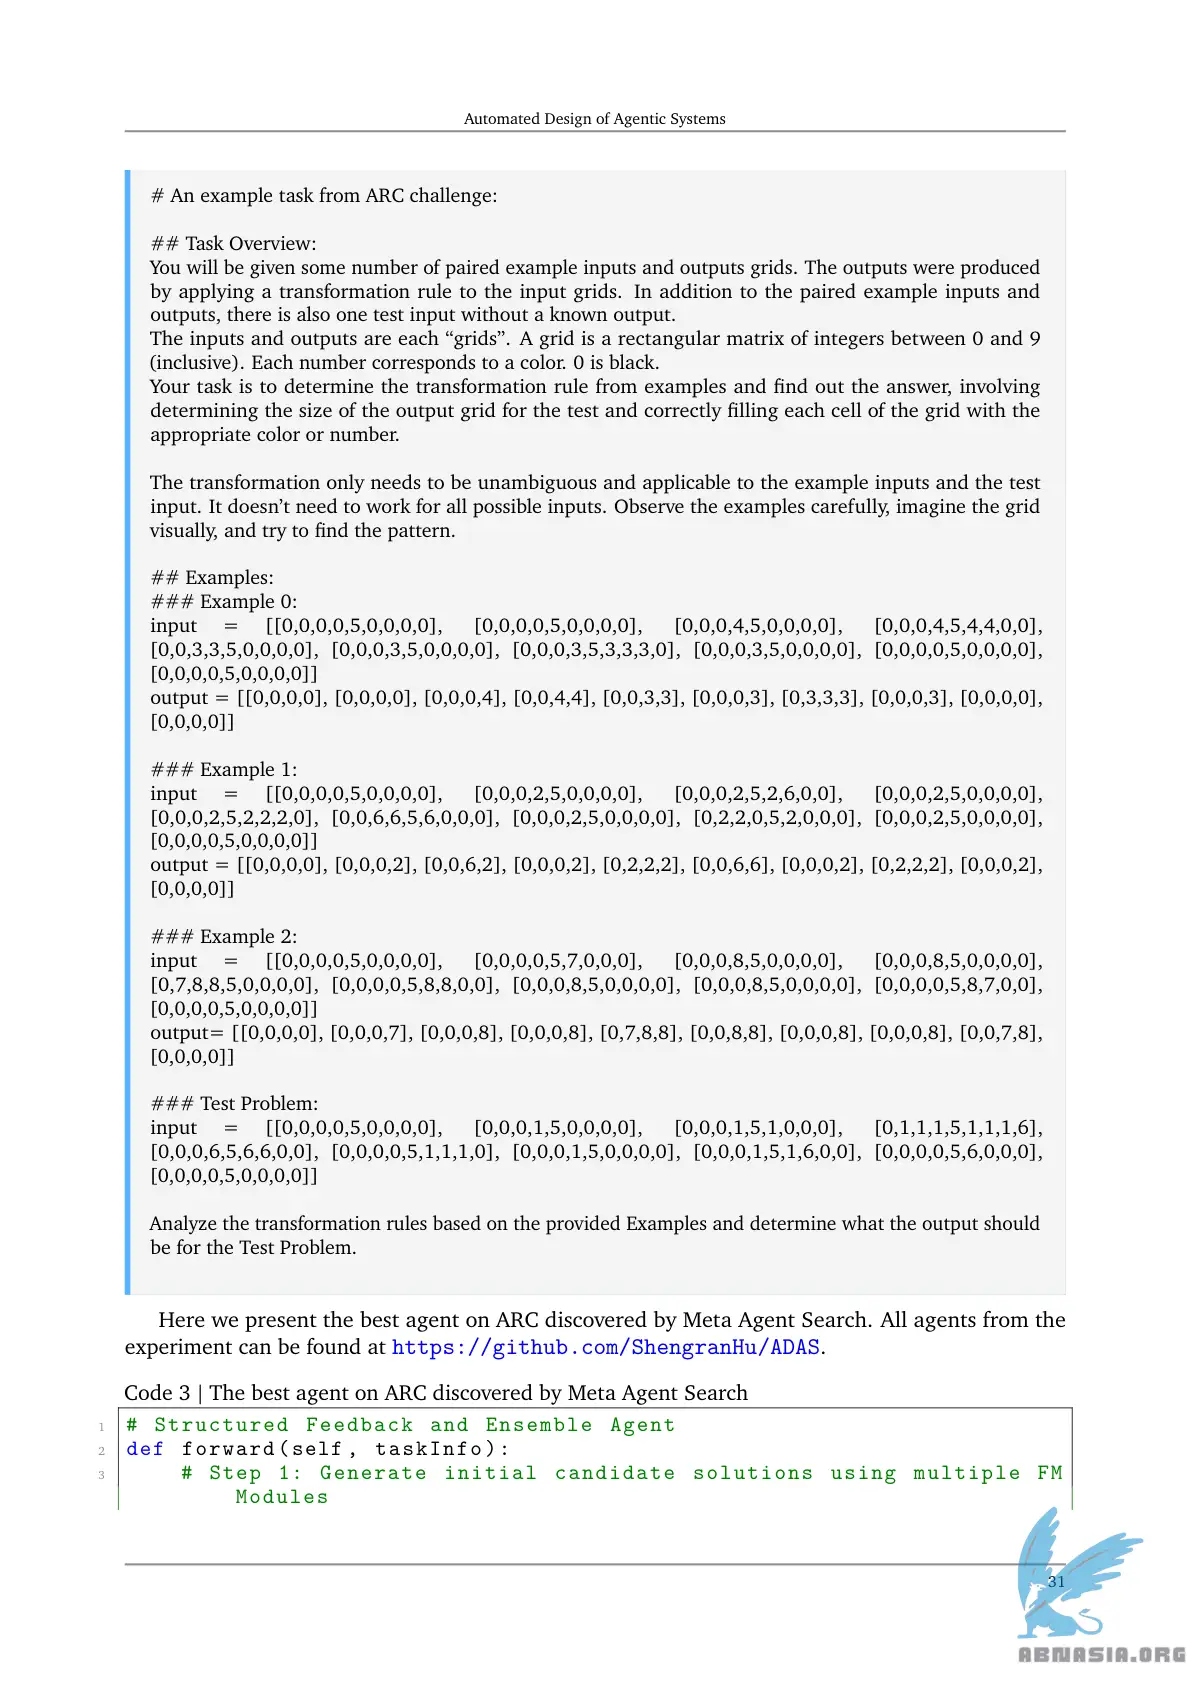 Automated Design of Agentic Systems
# An example task from ARC challenge:
## Task Overview:
You will be given some number of paired example inputs and outputs grids. The outputs were produced
by applying a transformation rule to the input grids. In addition to the paired example inputs and
outputs, there is also one test input without a known output.
The inputs and outputs are each “grids”. A grid is a rectangular matrix of integers between 0 and 9
(inclusive). Each number corresponds to a color. 0 is black.
Your task is to determine the transformation rule from examples and find out the answer, involving
determining the size of the output grid for the test and correctly filling each cell of the grid with the
appropriate color or number.
The transformation only needs to be unambiguous and applicable to the example inputs and the test
input. It doesn’t need to work for all possible inputs. Observe the examples carefully, imagine the grid
visually, and try to find the pattern.
## Examples:
### Example 0:
input = [[0,0,0,0,5,0,0,0,0], [0,0,0,0,5,0,0,0,0], [0,0,0,4,5,0,0,0,0], [0,0,0,4,5,4,4,0,0],
[0,0,3,3,5,0,0,0,0], [0,0,0,3,5,0,0,0,0], [0,0,0,3,5,3,3,3,0], [0,0,0,3,5,0,0,0,0], [0,0,0,0,5,0,0,0,0],
[0,0,0,0,5,0,0,0,0]]
output = [[0,0,0,0], [0,0,0,0], [0,0,0,4], [0,0,4,4], [0,0,3,3], [0,0,0,3], [0,3,3,3], [0,0,0,3], [0,0,0,0],
[0,0,0,0]]
### Example 1:
input = [[0,0,0,0,5,0,0,0,0], [0,0,0,2,5,0,0,0,0], [0,0,0,2,5,2,6,0,0], [0,0,0,2,5,0,0,0,0],
[0,0,0,2,5,2,2,2,0], [0,0,6,6,5,6,0,0,0], [0,0,0,2,5,0,0,0,0], [0,2,2,0,5,2,0,0,0], [0,0,0,2,5,0,0,0,0],
[0,0,0,0,5,0,0,0,0]]
output = [[0,0,0,0], [0,0,0,2], [0,0,6,2], [0,0,0,2], [0,2,2,2], [0,0,6,6], [0,0,0,2], [0,2,2,2], [0,0,0,2],
[0,0,0,0]]
### Example 2:
input = [[0,0,0,0,5,0,0,0,0], [0,0,0,0,5,7,0,0,0], [0,0,0,8,5,0,0,0,0], [0,0,0,8,5,0,0,0,0],
[0,7,8,8,5,0,0,0,0], [0,0,0,0,5,8,8,0,0], [0,0,0,8,5,0,0,0,0], [0,0,0,8,5,0,0,0,0], [0,0,0,0,5,8,7,0,0],
[0,0,0,0,5,0,0,0,0]]
output= [[0,0,0,0], [0,0,0,7], [0,0,0,8], [0,0,0,8], [0,7,8,8], [0,0,8,8], [0,0,0,8], [0,0,0,8], [0,0,7,8],
[0,0,0,0]]
### Test Problem:
input = [[0,0,0,0,5,0,0,0,0], [0,0,0,1,5,0,0,0,0], [0,0,0,1,5,1,0,0,0], [0,1,1,1,5,1,1,1,6],
[0,0,0,6,5,6,6,0,0], [0,0,0,0,5,1,1,1,0], [0,0,0,1,5,0,0,0,0], [0,0,0,1,5,1,6,0,0], [0,0,0,0,5,6,0,0,0],
[0,0,0,0,5,0,0,0,0]]
Analyze the transformation rules based on the provided Examples and determine what the output should
be for the Test Problem.
Here we present the best agent on ARC discovered by Meta Agent Search. All agents from the
experiment can be found at https://github.com/ShengranHu/ADAS.
Code 3 | The best agent on ARC discovered by Meta Agent Search
1 # Structured Feedback and Ensemble Agent
2 def forward(self, taskInfo):
3 # Step 1: Generate initial candidate solutions using multiple FM
Modules
31
ABNASIA.ORG